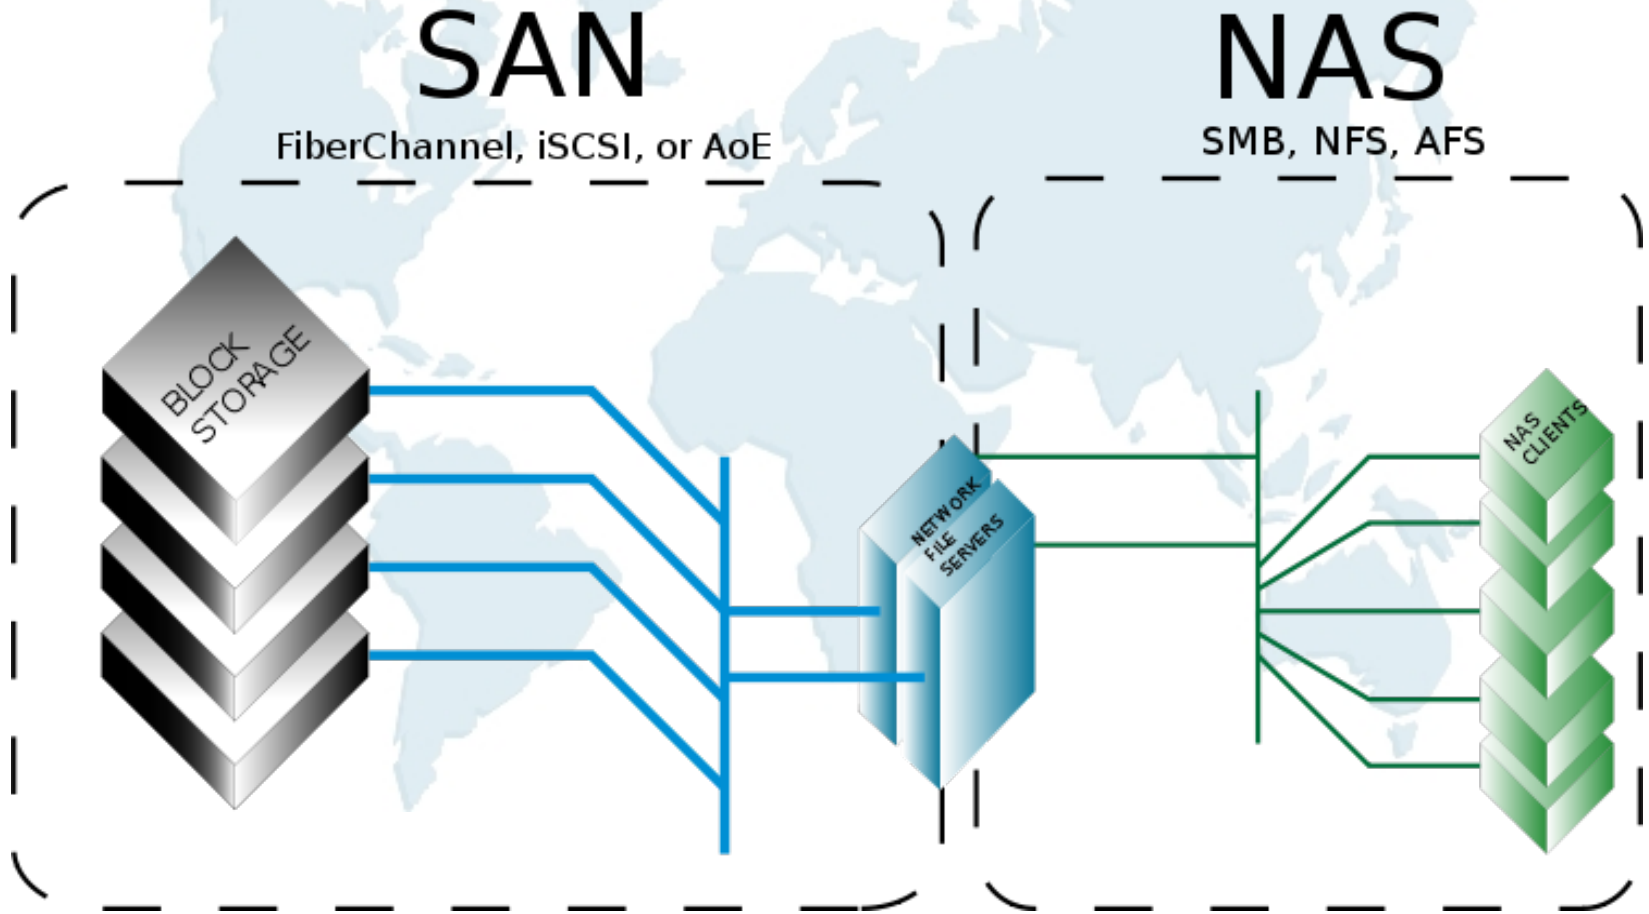 SAN
FiberChannel, iSCSI, or AoE
NAS
SMB, NFS, AFS
BLOCK
STORAGE
NETWORK
FILE
SERVERS
NAS
CLIENTS